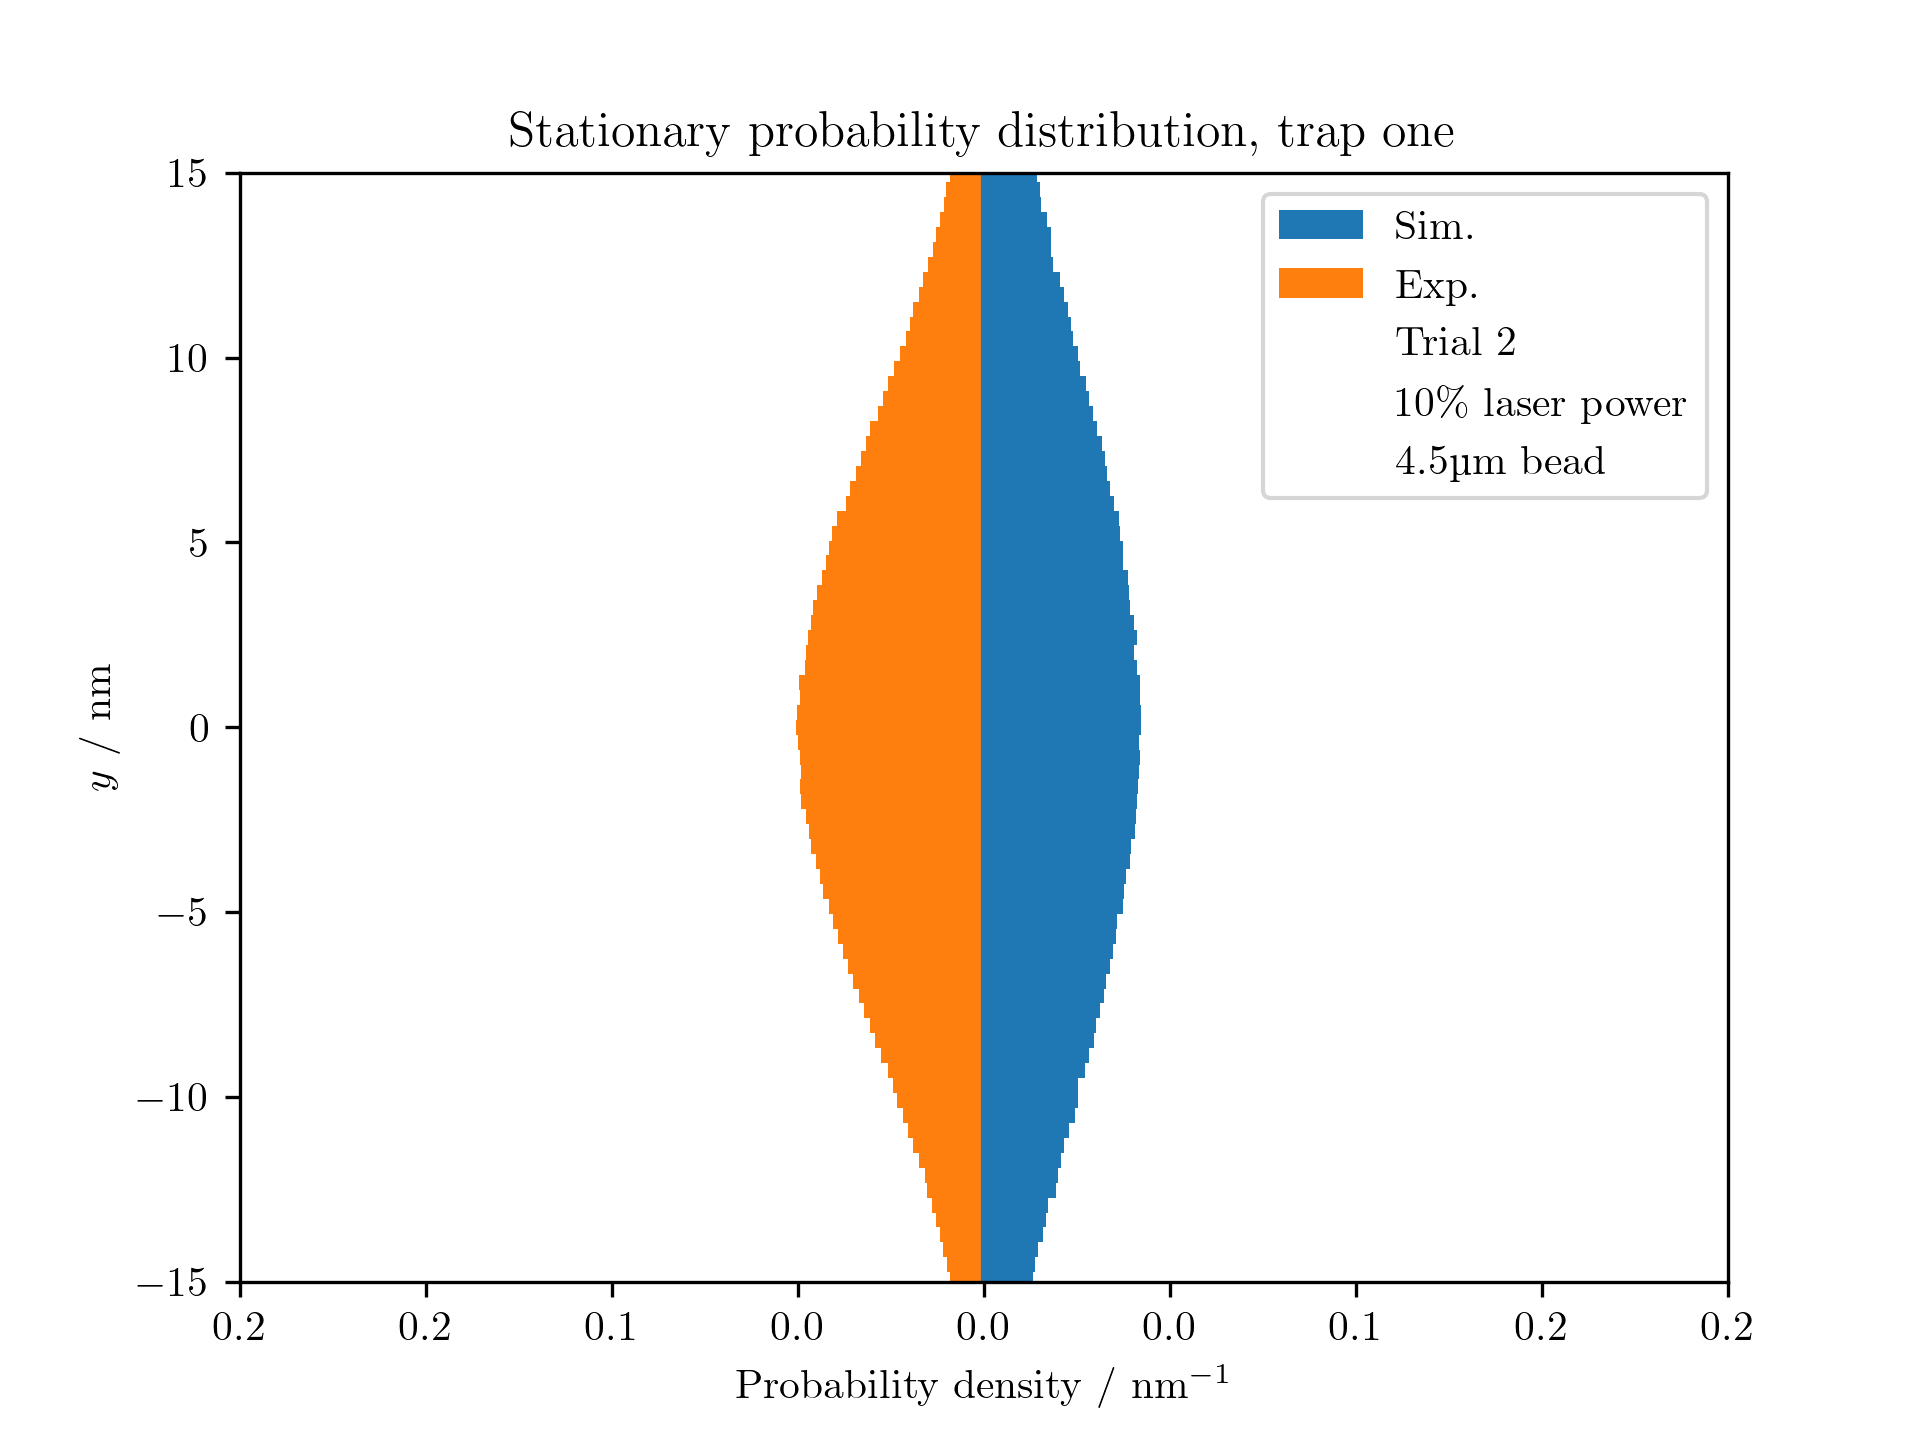 Stationary probability distribution, trap one
15
10
5
0
−5
−10
−15
y / nm
Sim.
Exp.
Trial 2
10% laser power
4.5µm bead
0.2 0.2 0.1 0.0 0.0 0.0 0.1 0.2 0.2
Probability density / nm⁻¹